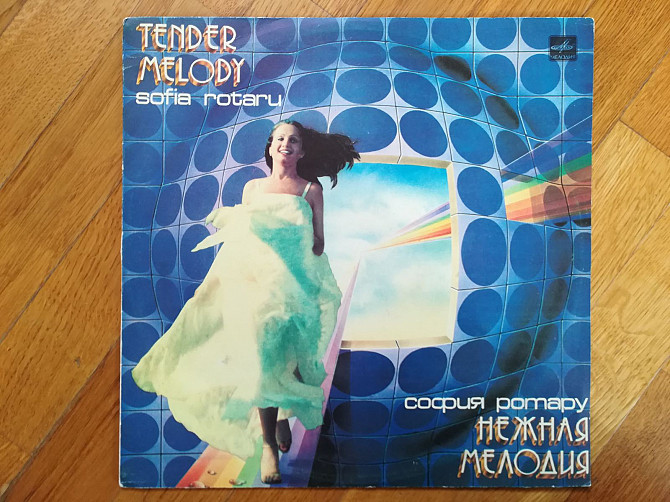 TENDER
MELODY
sofia rotaru
МЕЛОДИЯ
софия ротару
НЕЖНАЯ
МЕЛОДИЯ